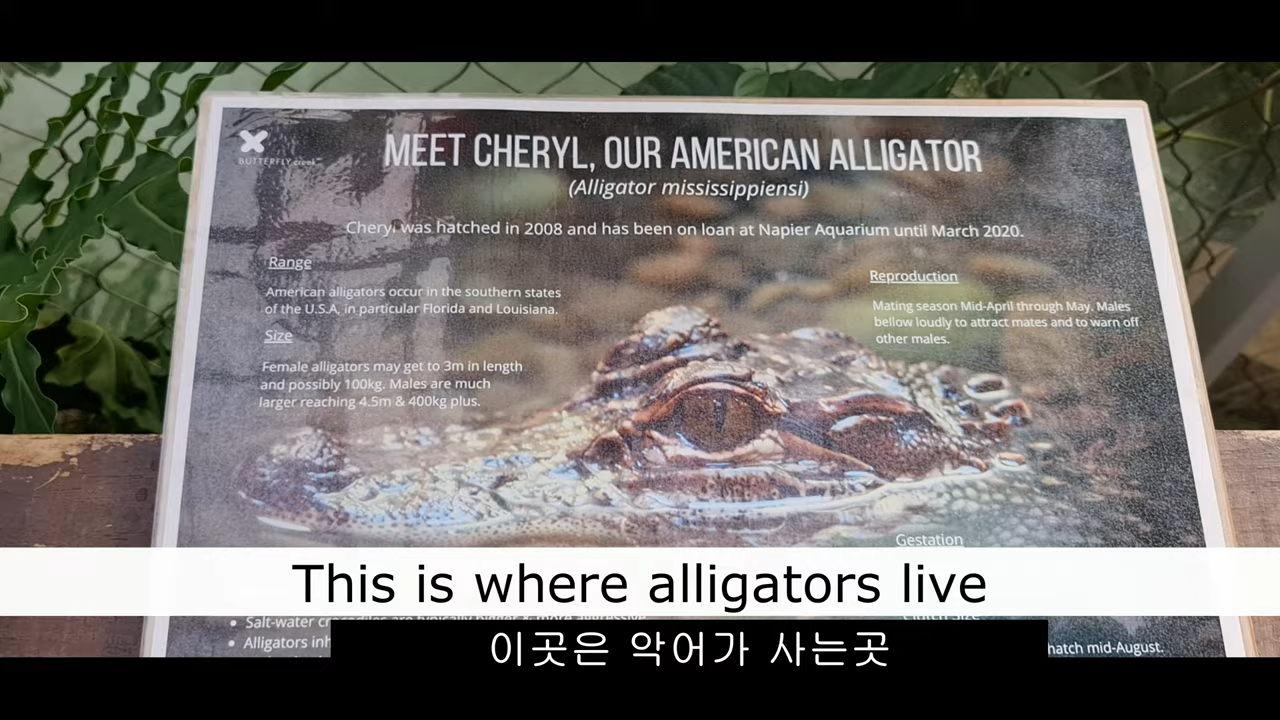 BUTTERFLY creek
MEET CHERYL, OUR AMERICAN ALLIGATOR
(Alligator mississippiensi)
Cheryl was hatched in 2008 and has been on loan at Napier Aquarium until March 2020.
Range
American alligators occur in the southern states
of the U.S.A, in particular Florida and Louisiana.
Size
Female alligators may get to 3m in length
and possibly 100kg. Males are much
larger reaching 4.5m & 400kg plus.
Reproduction
Mating season Mid-April through May. Males
bellow loudly to attract mates and to warn off
other males.
Gestation
This is where alligators live
• Salt-water
• Alligators
hatch mid-August.
이곳은 악어가 사는곳